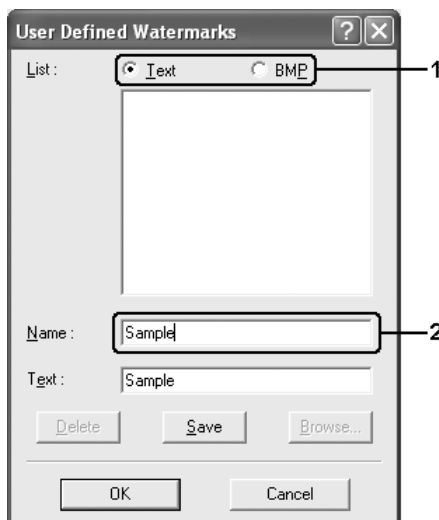 User Defined Watermarks
List : Text BMP 1
Name : Sample 2
Text : Sample
Delete Save Browse...
OK Cancel